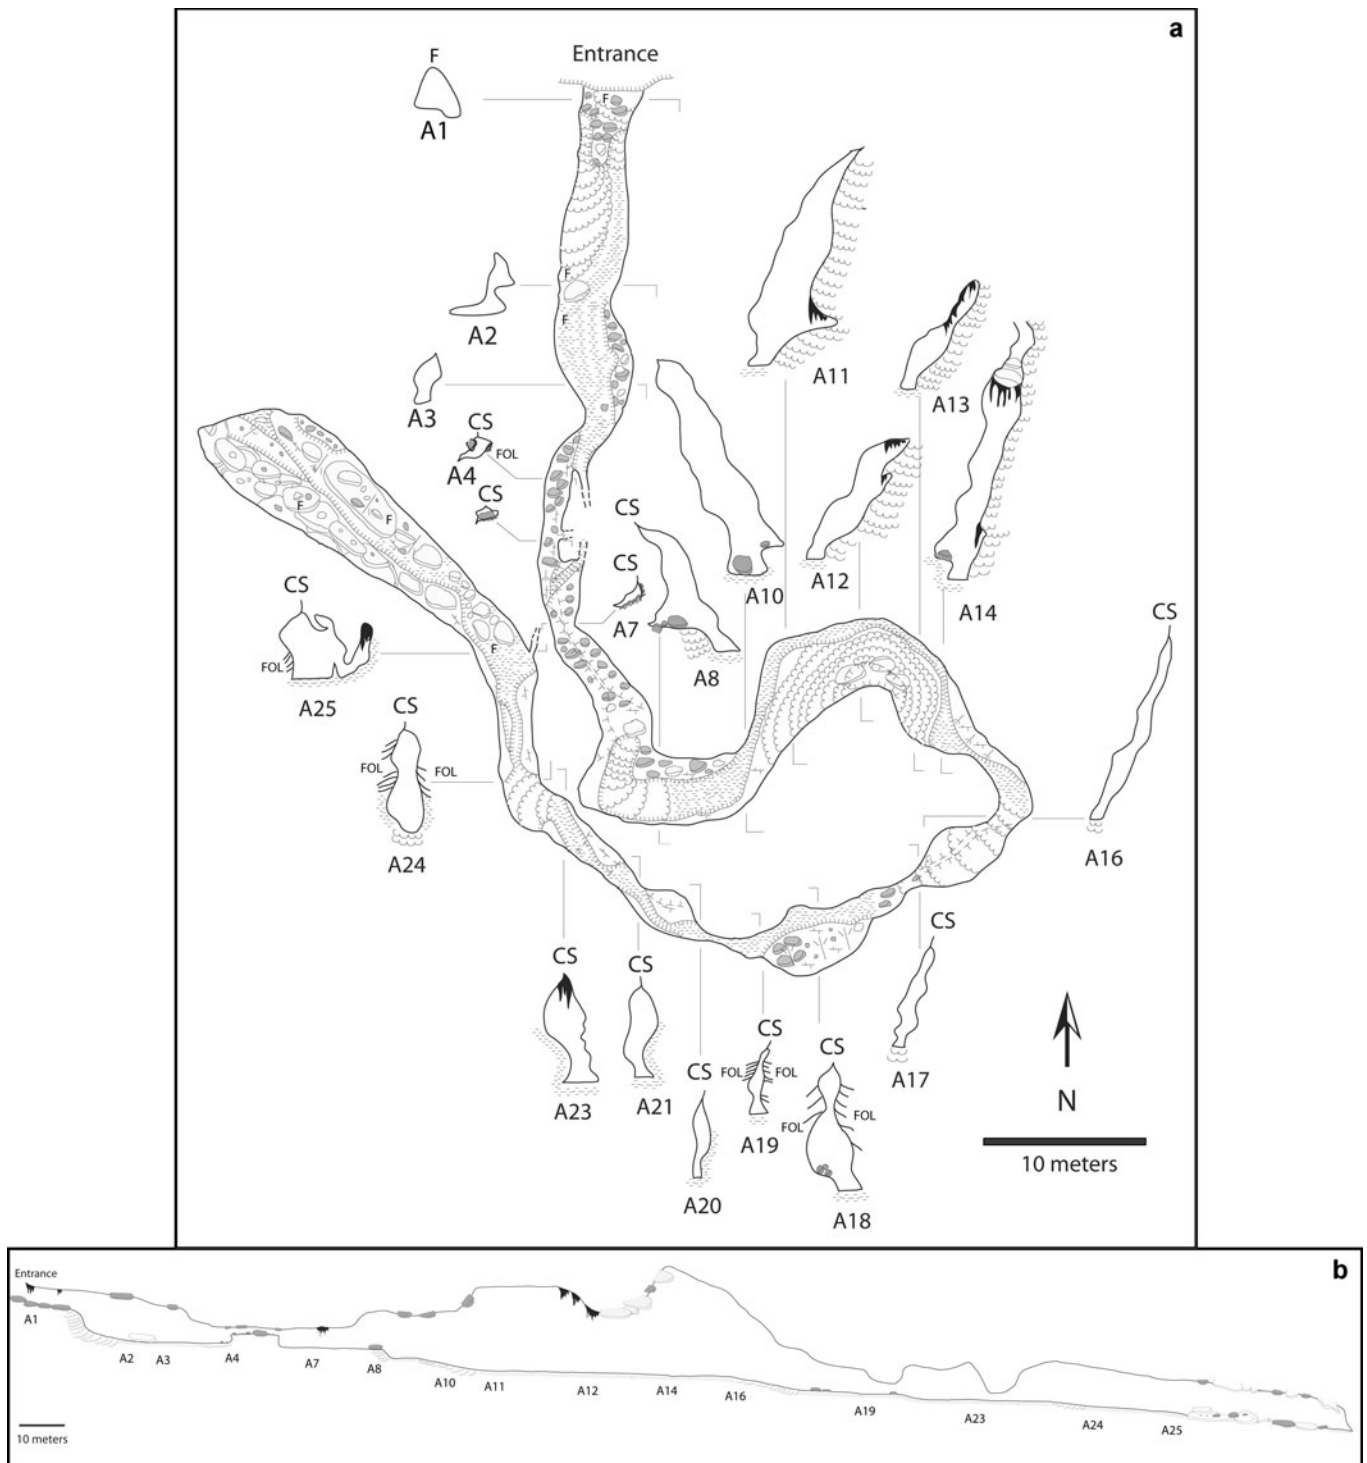 a
Entrance
F
A1
F
A2
F
F
A3
CS
FOL
A4
CS
CS
A7
CS
A8
A10
A11
A12
A13
A14
CS
A16
F
F
F
CS
FOL
A25
CS
FOL
FOL
A24
CS
A23
CS
A21
CS
A20
CS
FOL
FOL
A19
CS
FOL
FOL
A18
CS
A17
N
10 meters
b
Entrance
A1
A2
A3
A4
A7
A8
A10
A11
A12
A14
A16
A19
A23
A24
A25
10 meters